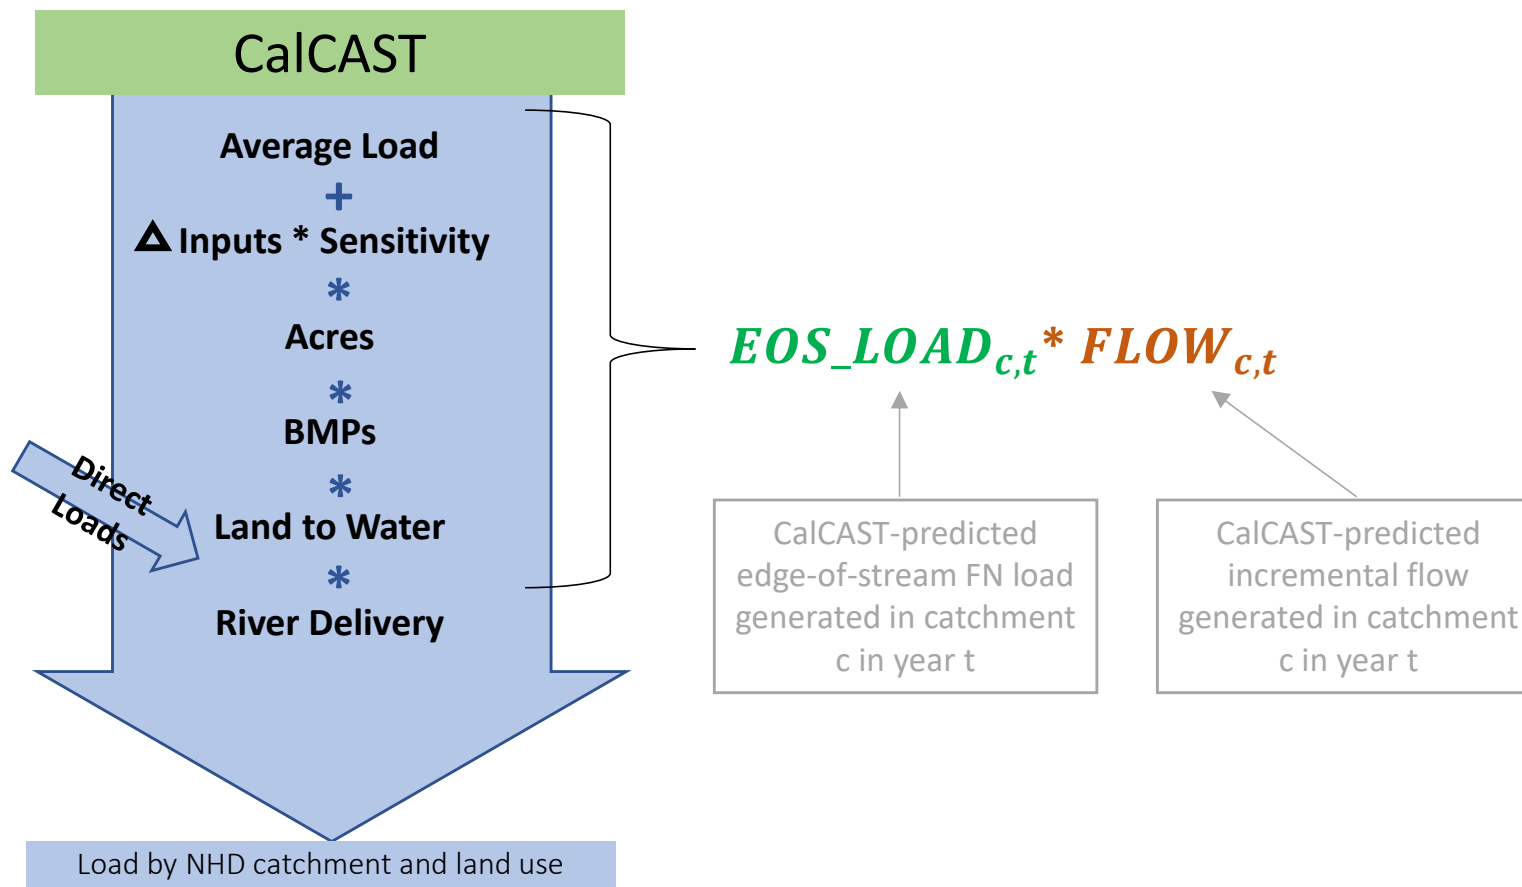 CalCAST
Average Load
+
Δ Inputs * Sensitivity
*
Acres
*
BMPs
*
Direct
Loads
Land to Water
*
River Delivery
Load by NHD catchment and land use
EOS_LOAD c,t * FLOW c,t
CalCAST-predicted
edge-of-stream FN load
generated in catchment
c in year t
CalCAST-predicted
incremental flow
generated in catchment
c in year t